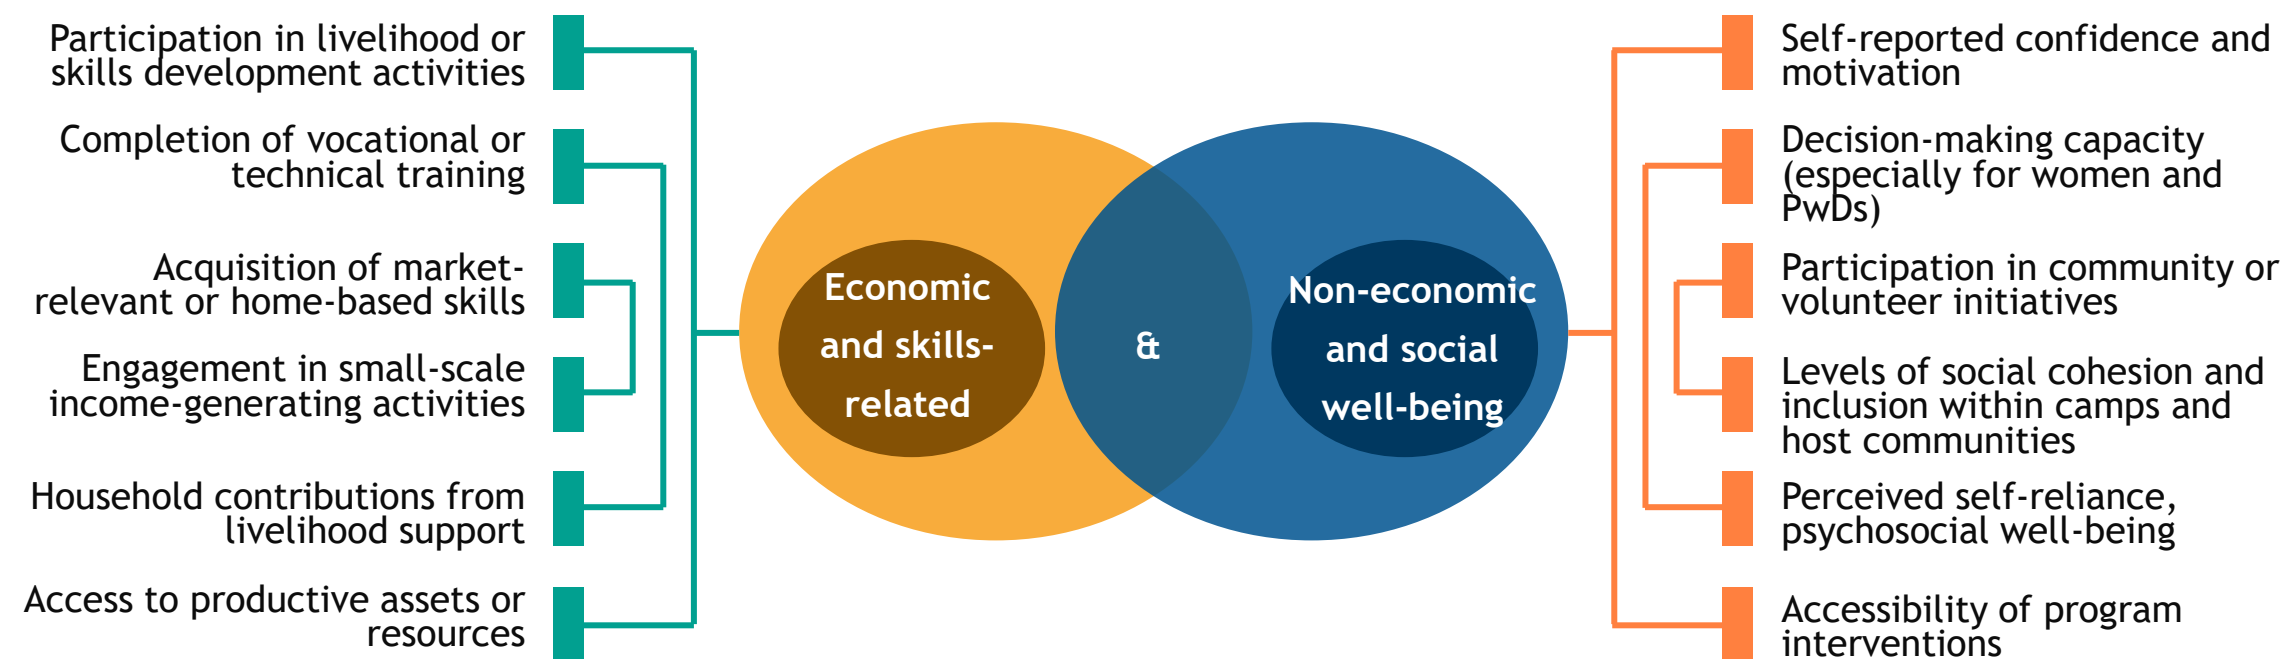 Participation in livelihood or
skills development activities
Completion of vocational or
technical training
Acquisition of market-
relevant or home-based skills
Engagement in small-scale
income-generating activities
Household contributions from
livelihood support
Access to productive assets or
resources
Economic
and skills-
related
&
Non-economic
and social
well-being
Self-reported confidence and
motivation
Decision-making capacity
(especially for women and
PwDs)
Participation in community or
volunteer initiatives
Levels of social cohesion and
inclusion within camps and
host communities
Perceived self-reliance,
psychosocial well-being
Accessibility of program
interventions